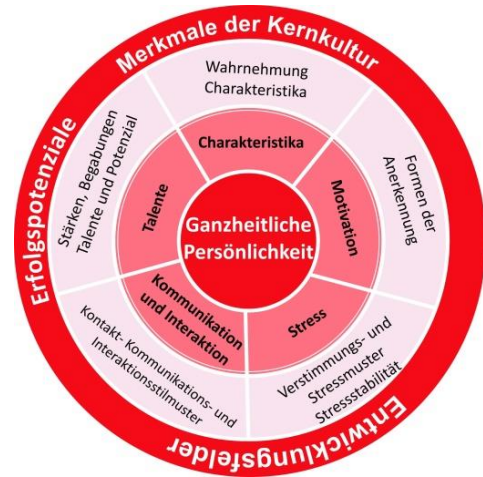 Merkmale der Kernkultur
Erfolgspotenziale
Entwicklungsfelder
Wahrnehmung
Charakteristika
Formen der
Anerkennung
Verstimmungs- und
Stressmuster
Stressstabilität
Kontakt- Kommunikations- und
Interaktionsstilmuster
Stärken, Begabungen
Talente und Potenzial
Charakteristika
Motivation
Stress
Kommunikation
und Interaktion
Talente
Ganzheitliche
Persönlichkeit